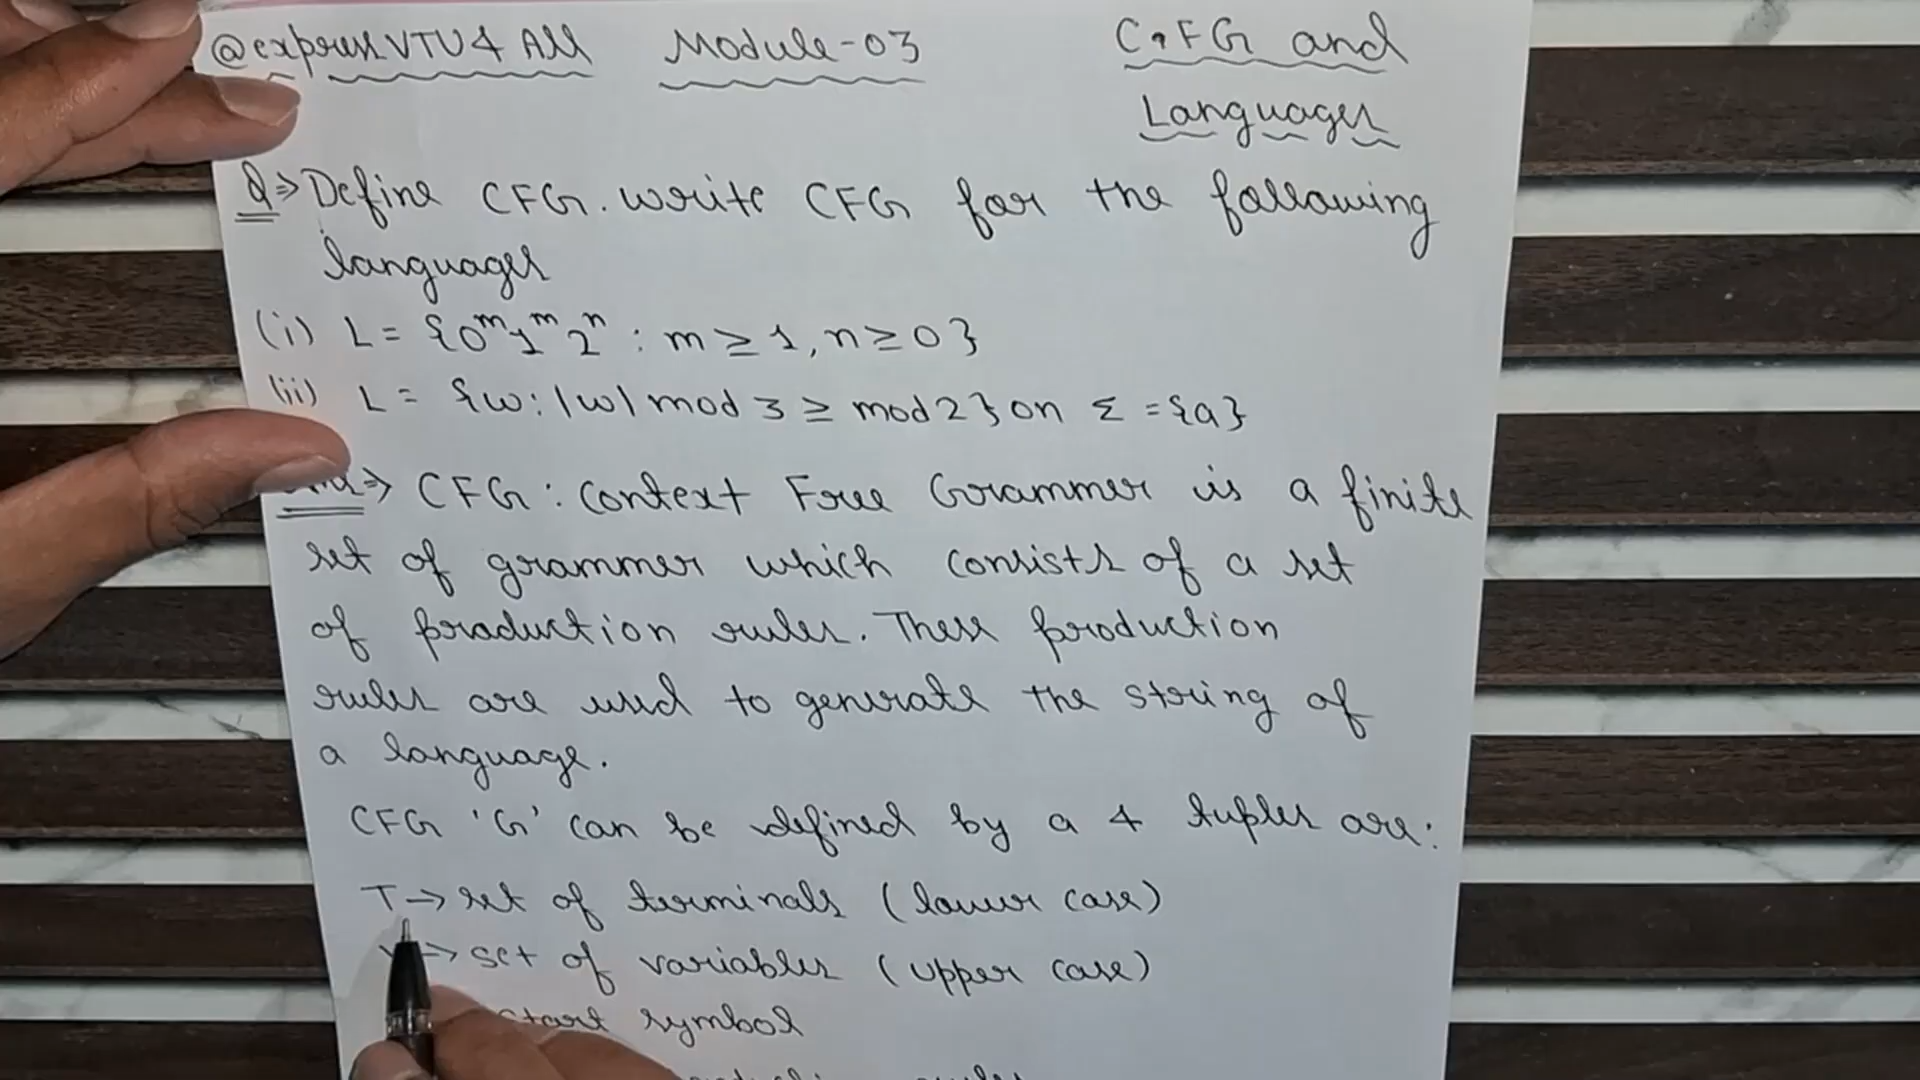 @expressVTU4All Module-03 C.F.G and
Languages
Q⇒ Define CFG. write CFG for the following
languages
(i) L = {0^m 1^m 2^n : m ≥ 1, n ≥ 0}
(ii) L = {w: |w| mod 3 ≥ mod 2} on Σ = {a}
⇒ CFG : Context Free Grammer is a finite
set of grammer which consists of a set
of production rules. These production
rules are used to generate the string of
a language.
CFG 'G' can be defined by a 4 tuples are:
T → set of terminals (lower case)
→ set of variables (upper case)
start symbol